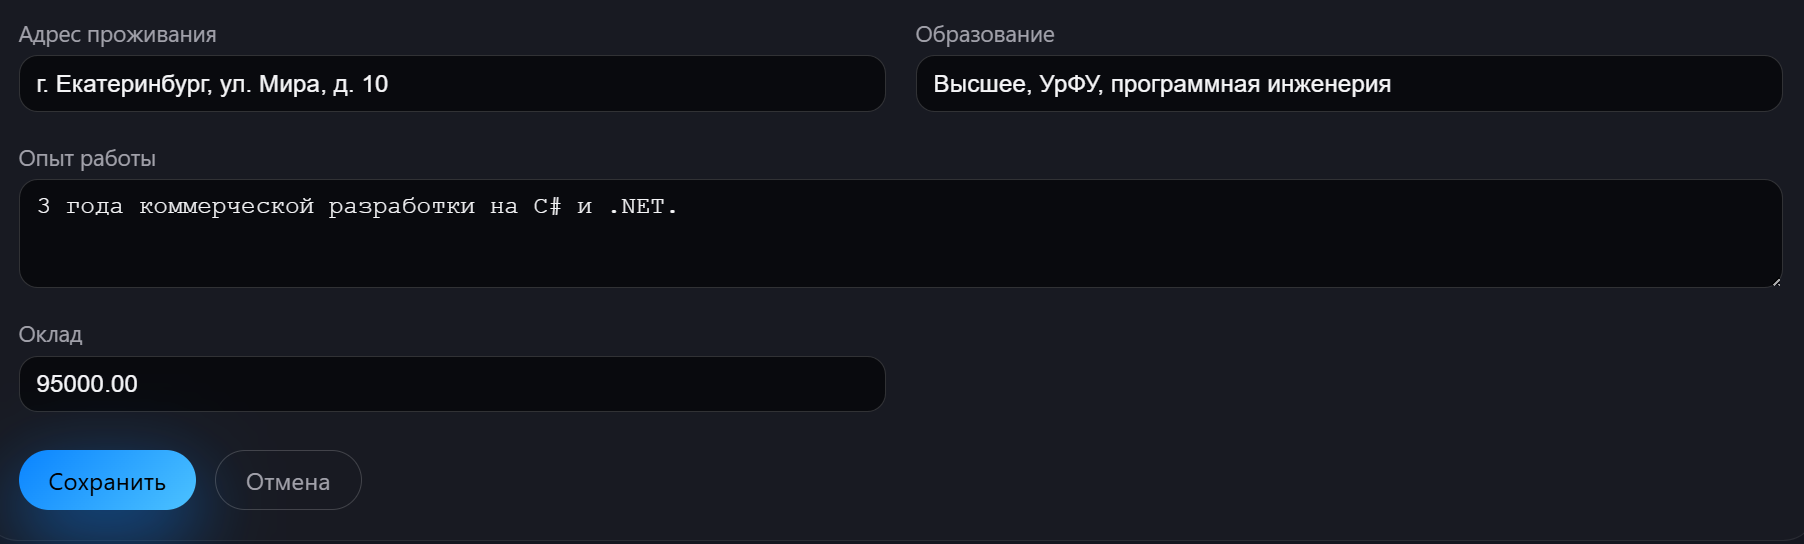 Адрес проживания
Образование
г. Екатеринбург, ул. Мира, д. 10
Высшее, УрФУ, программная инженерия
Опыт работы
3 года коммерческой разработки на C# и .NET.
Оклад
95000.00
Сохранить
Отмена